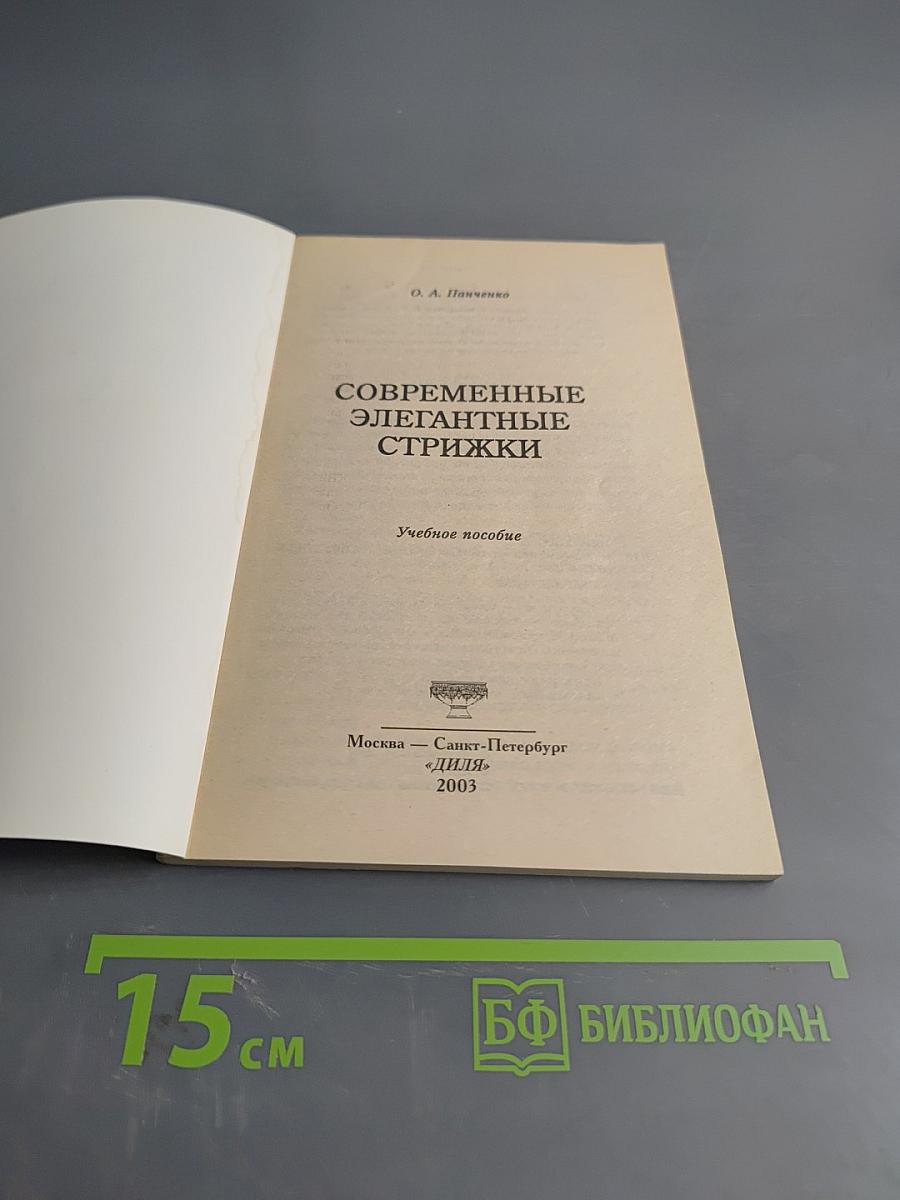 О. А. Панченко
СОВРЕМЕННЫЕ
ЭЛЕГАНТНЫЕ
СТРИЖКИ
Учебное пособие
Москва — Санкт-Петербург
«ДИЛЯ»
2003
15 см
БФ БИБЛИОФАН